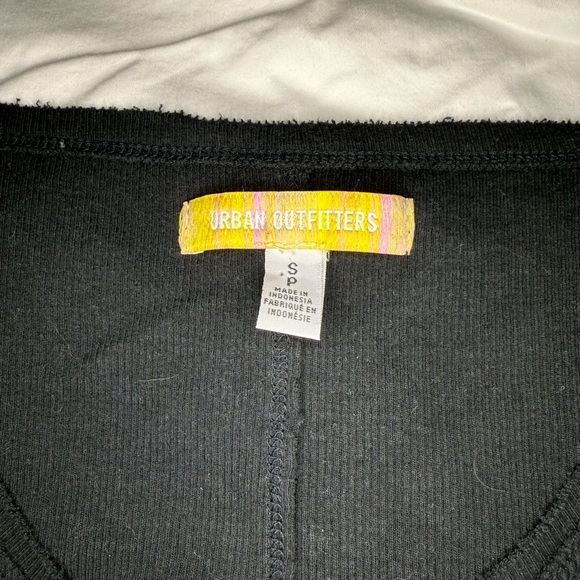 URBAN OUTFITTERS
S
P
MADE IN
INDONESIA
FABRIQUÉ EN
INDONÉSIE